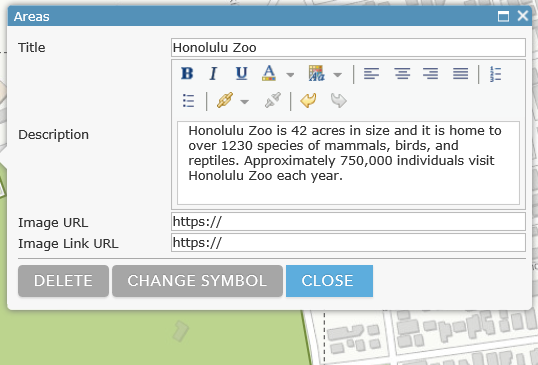 Areas
Title
Honolulu Zoo
B I U A
Description
Honolulu Zoo is 42 acres in size and it is home to
over 1230 species of mammals, birds, and
reptiles. Approximately 750,000 individuals visit
Honolulu Zoo each year.
Image URL
https://
Image Link URL
https://
DELETE
CHANGE SYMBOL
CLOSE